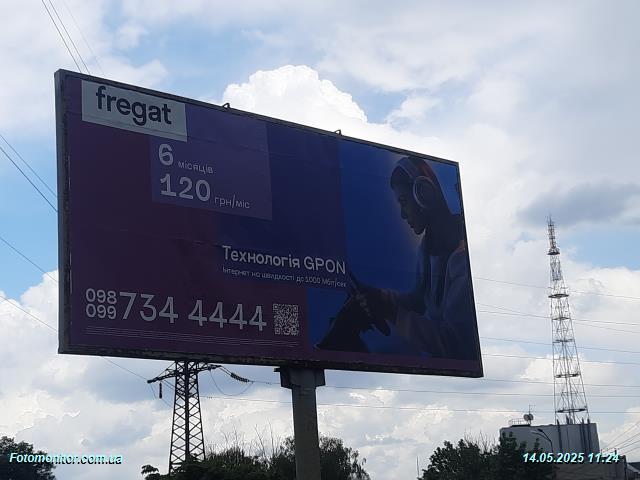 fregat
6 місяців
120 грн/міс
Технологія GPON
Інтернет на швидкості до 1000 Мбіт/сек
098
099 734 4444
Fotomonitor.com.ua
14.05.2025 11:24